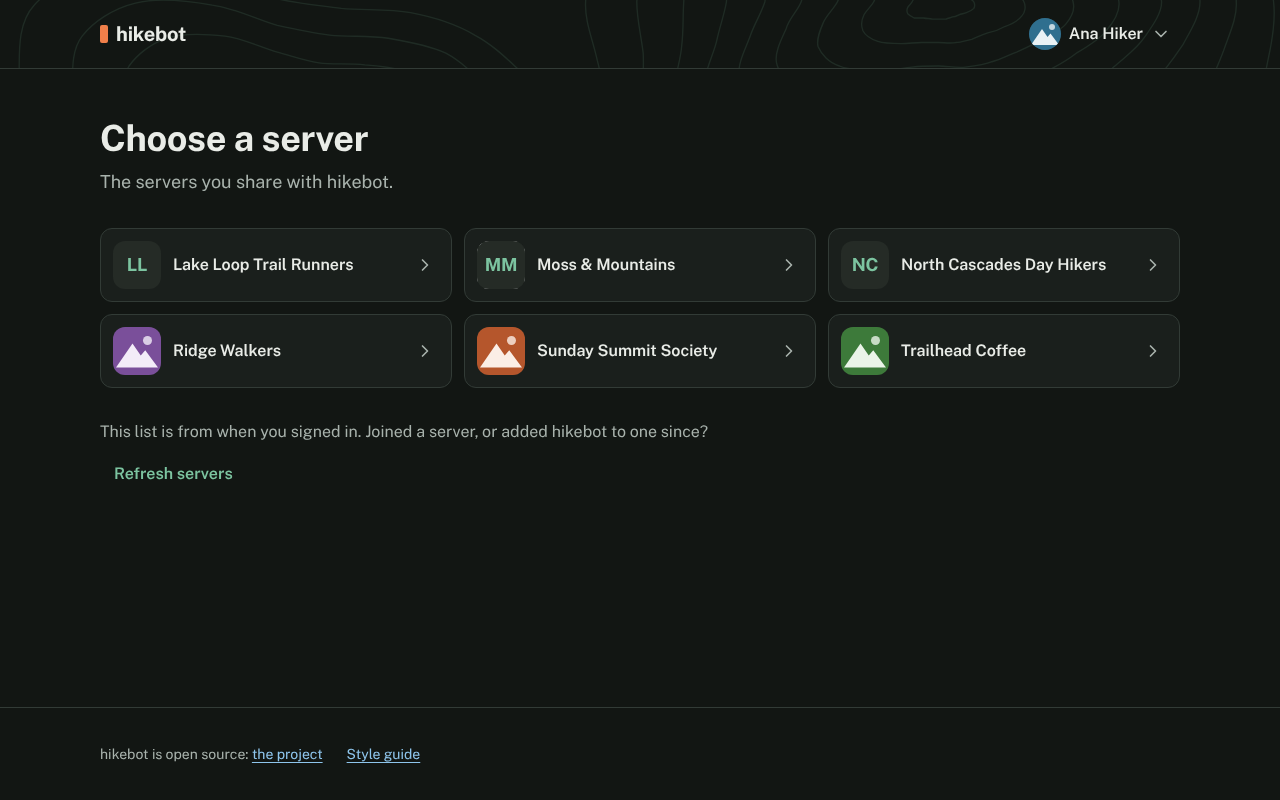 hikebot
Ana Hiker
Choose a server
The servers you share with hikebot.
LL Lake Loop Trail Runners
MM Moss & Mountains
NC North Cascades Day Hikers
Ridge Walkers
Sunday Summit Society
Trailhead Coffee
This list is from when you signed in. Joined a server, or added hikebot to one since?
Refresh servers
hikebot is open source: the project
Style guide